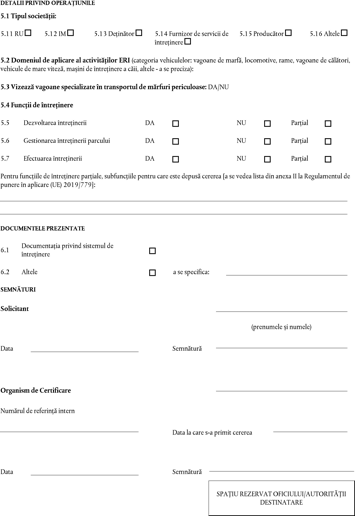 DETALII PRIVIND OPERAȚIUNILE
5.1 Tipul societății:
5.11 RU 5.12 IM 5.13 Deținător 5.14 Furnizor de servicii de întreținere 5.15 Producător 5.16 Altele
5.2 Domeniul de aplicare al activităților ERI (categoria vehiculelor: vagoane de marfă, locomotive, rame, vagoane de călători,
vehicule de mare viteză, mașini de întreținere a căii, altele - a se preciza):
5.3 Vizează vagoane specializate în transportul de mărfuri periculoase: DA/NU
5.4 Funcții de întreținere
5.5 Dezvoltarea întreținerii DA NU Parțial
5.6 Gestionarea întreținerii parcului DA NU Parțial
5.7 Efectuarea întreținerii DA NU Parțial
Pentru funcțiile de întreținere parțiale, subfuncțiile pentru care este depusă cererea [a se vedea lista din anexa II la Regulamentul de
punere în aplicare (UE) 2019/779]:
DOCUMENTELE PREZENTATE
6.1 Documentația privind sistemul de
întreținere
6.2 Altele a se specifica:
SEMNĂTURI
Solicitant
(prenumele și numele)
Data Semnătură
Organism de Certificare
Numărul de referință intern
Data la care s-a primit cererea
Data Semnătură
SPAȚIU REZERVAT OFICIULUI/AUTORITĂȚII
DESTINATARE